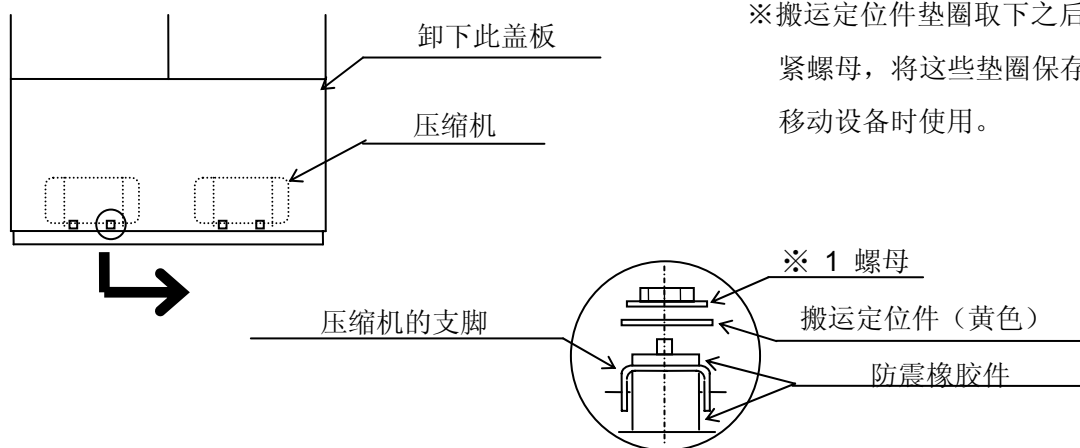 ※搬运定位件垫圈取下之后
紧螺母，将这些垫圈保存
移动设备时使用。
卸下此盖板
压缩机
※ 1 螺母
搬运定位件（黄色）
压缩机的支脚
防震橡胶件